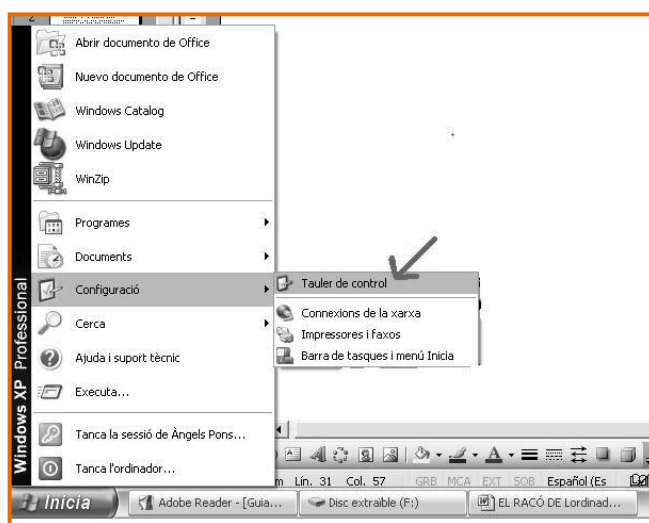 2
Abrir documento de Office
Nuevo documento de Office
Windows Catalog
Windows Update
WinZip
Programes
Documents
Configuració
Cerca
Ajuda i suport tècnic
Executa...
Tanca la sessió de Àngels Pons...
Tanca l'ordinador...
Windows XP Professional
Tauler de control
Connexions de la xarxa
Impressores i faxos
Barra de tasques i menú Inicia
Lín. 31 Col. 57 GRB MCA EXT SOB Español (Es
Inicia
Adobe Reader - [Guia...
Disc extraïble (F:)
EL RACÓ DE Lordinad...